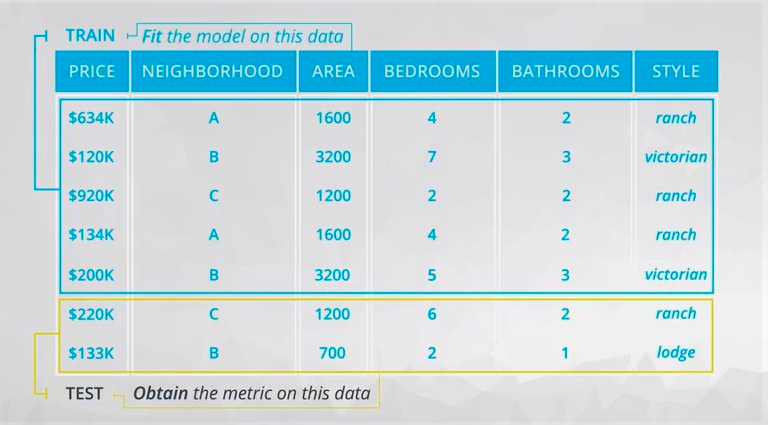 TRAIN Fit the model on this data
PRICE NEIGHBORHOOD AREA BEDROOMS BATHROOMS STYLE
$634K A 1600 4 2 ranch
$120K B 3200 7 3 victorian
$920K C 1200 2 2 ranch
$134K A 1600 4 2 ranch
$200K B 3200 5 3 victorian
$220K C 1200 6 2 ranch
$133K B 700 2 1 lodge
TEST Obtain the metric on this data